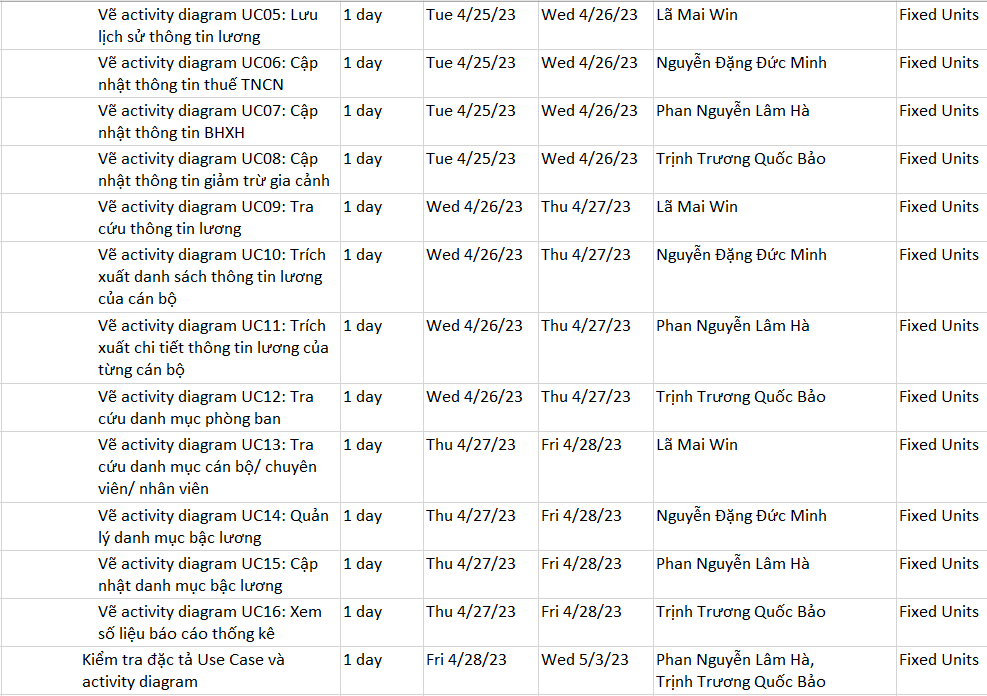 Vẽ activity diagram UC05: Lưu 1 day Tue 4/25/23 Wed 4/26/23 Lã Mai Win Fixed Units
lịch sử thông tin lương
Vẽ activity diagram UC06: Cập 1 day Tue 4/25/23 Wed 4/26/23 Nguyễn Đặng Đức Minh Fixed Units
nhật thông tin thuế TNCN
Vẽ activity diagram UC07: Cập 1 day Tue 4/25/23 Wed 4/26/23 Phan Nguyễn Lâm Hà Fixed Units
nhật thông tin BHXH
Vẽ activity diagram UC08: Cập 1 day Tue 4/25/23 Wed 4/26/23 Trịnh Trương Quốc Bảo Fixed Units
nhật thông tin giảm trừ gia cảnh
Vẽ activity diagram UC09: Tra 1 day Wed 4/26/23 Thu 4/27/23 Lã Mai Win Fixed Units
cứu thông tin lương
Vẽ activity diagram UC10: Trích 1 day Wed 4/26/23 Thu 4/27/23 Nguyễn Đặng Đức Minh Fixed Units
xuất danh sách thông tin lương
của cán bộ
Vẽ activity diagram UC11: Trích 1 day Wed 4/26/23 Thu 4/27/23 Phan Nguyễn Lâm Hà Fixed Units
xuất chi tiết thông tin lương của
từng cán bộ
Vẽ activity diagram UC12: Tra 1 day Wed 4/26/23 Thu 4/27/23 Trịnh Trương Quốc Bảo Fixed Units
cứu danh mục phòng ban
Vẽ activity diagram UC13: Tra 1 day Thu 4/27/23 Fri 4/28/23 Lã Mai Win Fixed Units
cứu danh mục cán bộ/ chuyên
viên/ nhân viên
Vẽ activity diagram UC14: Quản 1 day Thu 4/27/23 Fri 4/28/23 Nguyễn Đặng Đức Minh Fixed Units
lý danh mục bậc lương
Vẽ activity diagram UC15: Cập 1 day Thu 4/27/23 Fri 4/28/23 Phan Nguyễn Lâm Hà Fixed Units
nhật danh mục bậc lương
Vẽ activity diagram UC16: Xem 1 day Thu 4/27/23 Fri 4/28/23 Trịnh Trương Quốc Bảo Fixed Units
số liệu báo cáo thống kê
Kiểm tra đặc tả Use Case và 1 day Fri 4/28/23 Wed 5/3/23 Phan Nguyễn Lâm Hà, Fixed Units
activity diagram Trịnh Trương Quốc Bảo